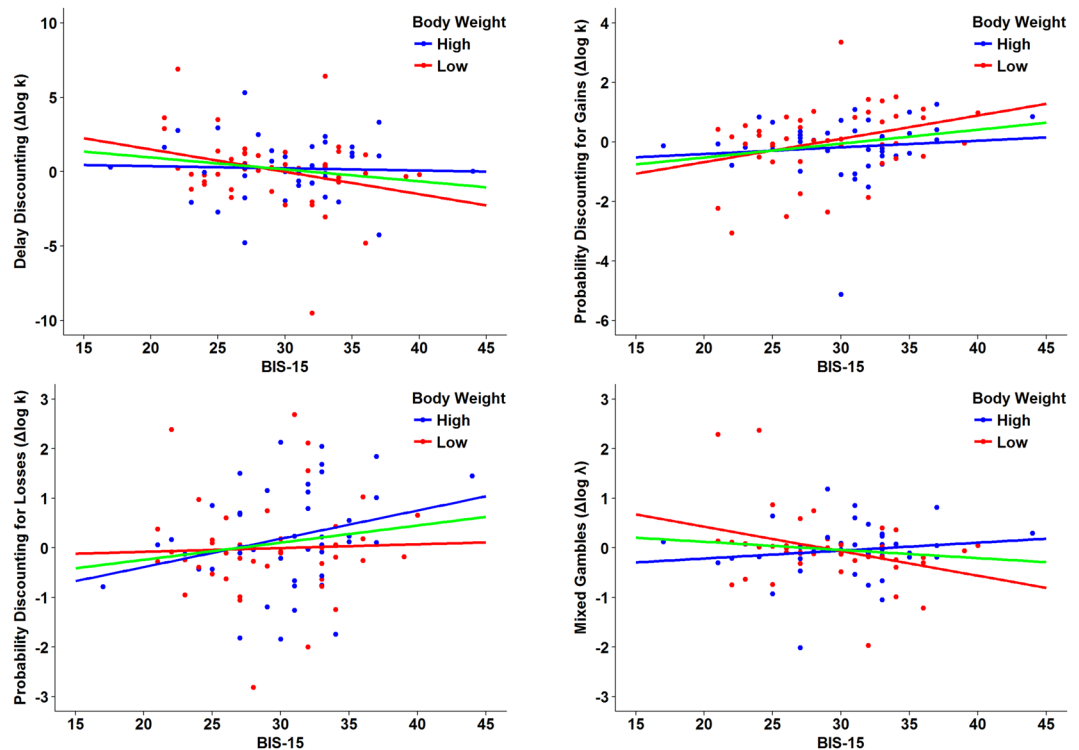 Delay Discounting (Δlog k)
10
5
0
-5
-10
15 20 25 30 35 40 45
BIS-15
Body Weight
High
Low
Probability Discounting for Gains (Δlog k)
4
2
0
-2
-4
-6
15 20 25 30 35 40 45
BIS-15
Body Weight
High
Low
Probability Discounting for Losses (Δlog k)
3
2
1
0
-1
-2
-3
15 20 25 30 35 40 45
BIS-15
Body Weight
High
Low
Mixed Gambles (Δlog λ)
3
2
1
0
-1
-2
-3
15 20 25 30 35 40 45
BIS-15
Body Weight
High
Low